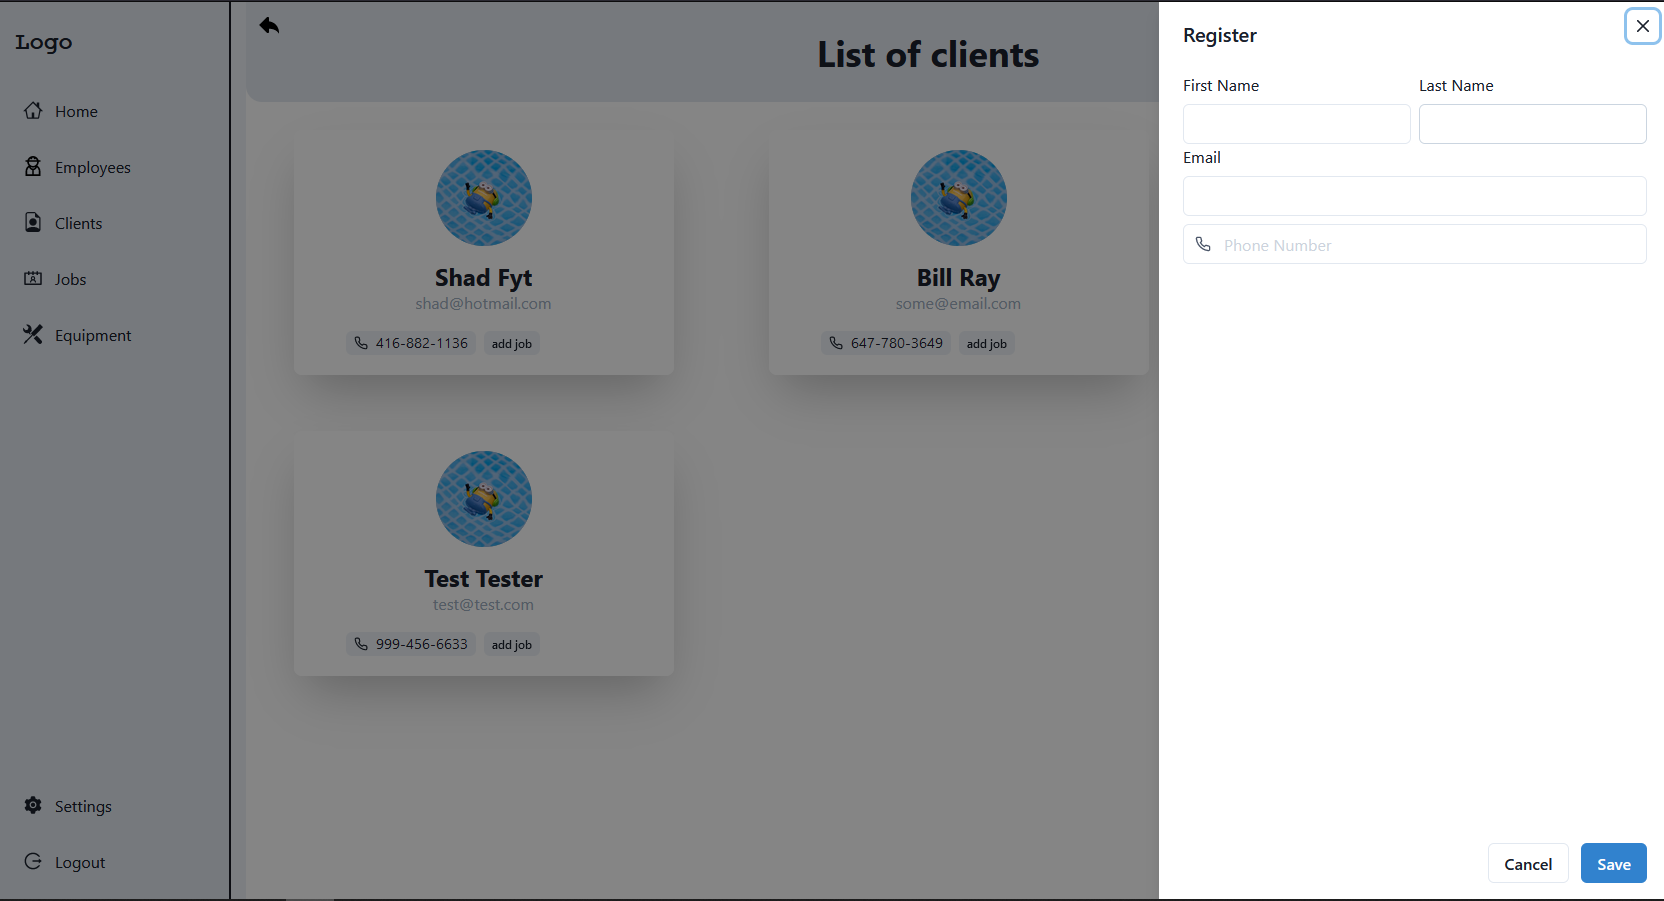 Logo
Home
Employees
Clients
Jobs
Equipment
Settings
Logout
List of clients
Shad Fyt
shad@hotmail.com
416-882-1136 add job
Bill Ray
some@email.com
647-780-3649 add job
Test Tester
test@test.com
999-456-6633 add job
Register
First Name Last Name
Email
Phone Number
Cancel Save